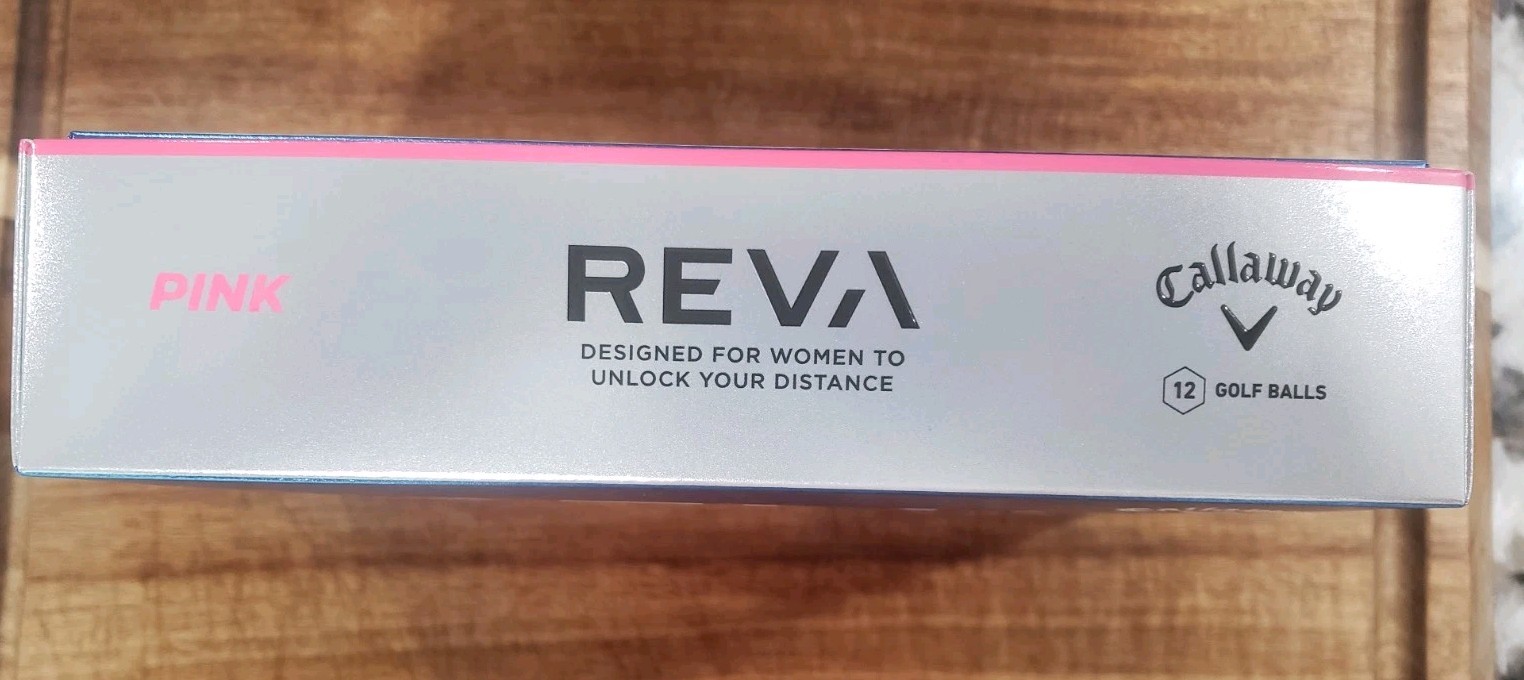 PINK
REVA
DESIGNED FOR WOMEN TO
UNLOCK YOUR DISTANCE
Callaway
12 GOLF BALLS